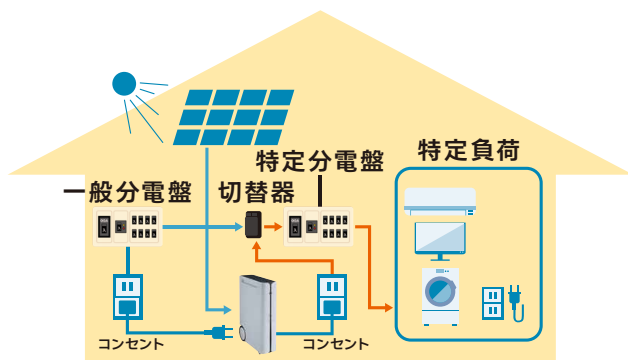 特定負荷
特定分電盤
一般分電盤
切替器
コンセント
コンセント